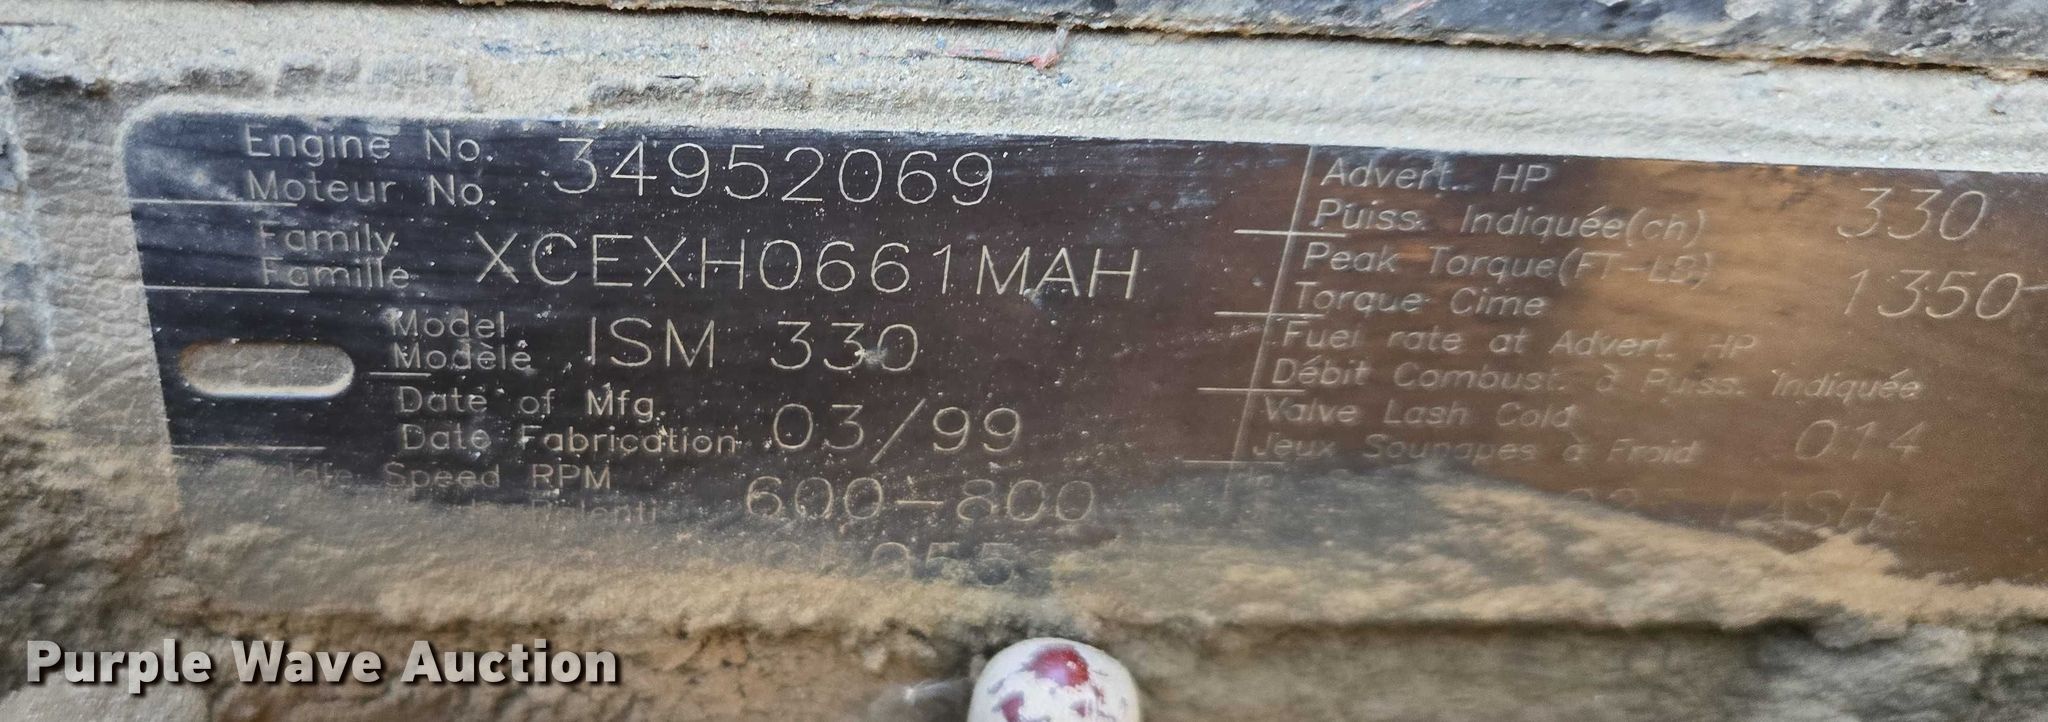 Engine No. 34952069
Moteur No.
Family XCEXH0661MAH
Famille
Model ISM 330
Modèle
Date of Mfg. 03/99
Date Fabrication
Speed RPM 600-800
Advert. HP 330
Puiss. Indiquée(ch)
Peak Torque(FT-LB) 1350
Torque Cime
Fuel rate at Advert. HP
Débit Combust. à Puiss. Indiquée
Valve Lash Cold 014
Jeux Soupapes à Froid
LASH
Purple Wave Auction